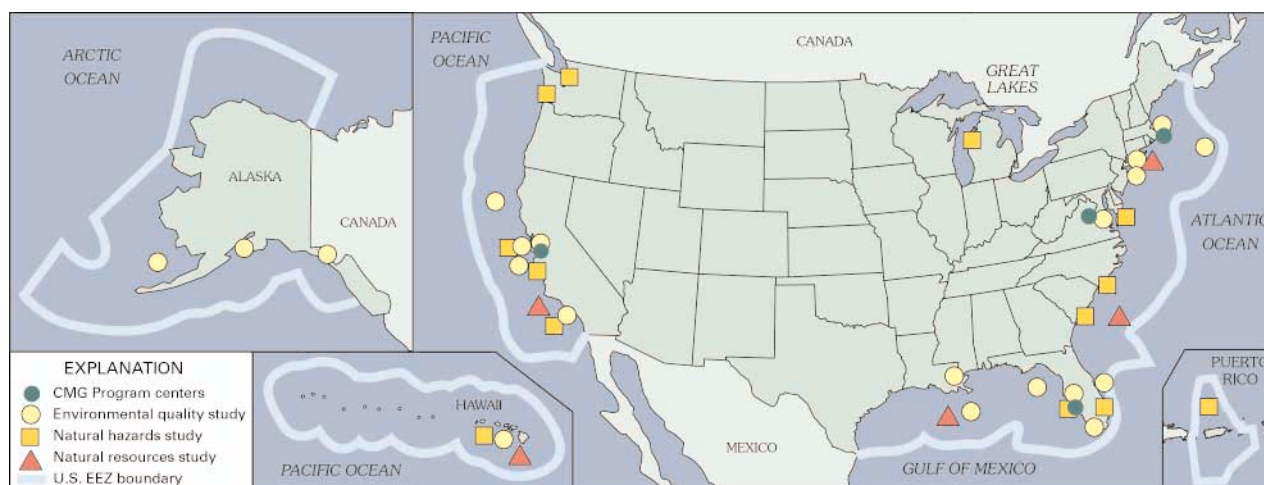 ARCTIC
OCEAN
ALASKA
CANADA
PACIFIC
OCEAN
CANADA
GREAT
LAKES
ATLANTIC
OCEAN
MEXICO
GULF OF MEXICO
HAWAII
PACIFIC OCEAN
PUERTO
RICO
EXPLANATION
CMG Program centers
Environmental quality study
Natural hazards study
Natural resources study
U.S. EEZ boundary